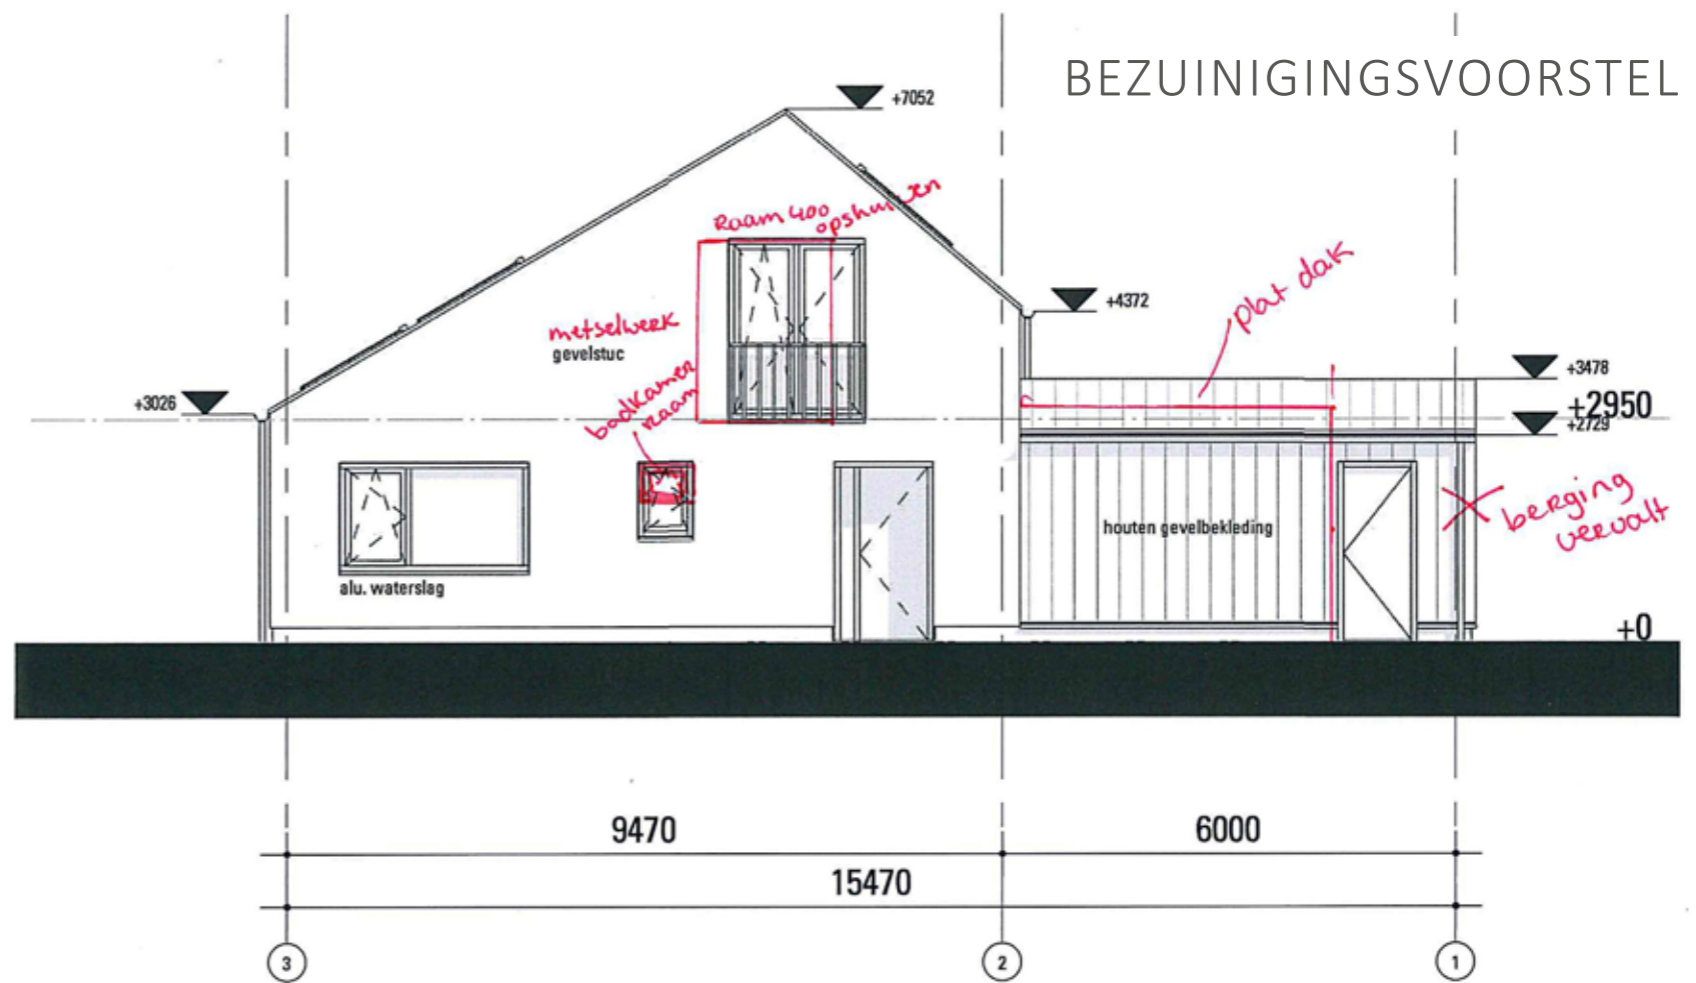 BEZUINIGINGSVOORSTEL
+7052
Raam 400
opshuiven
+4372
plat dak
metselwerk
gevelstuc
+3478
+3026
badkamer
raam
+2950
+2729
berging
vervalt
houten gevelbekleding
alu. waterslag
+0
9470
6000
15470
3
2
1